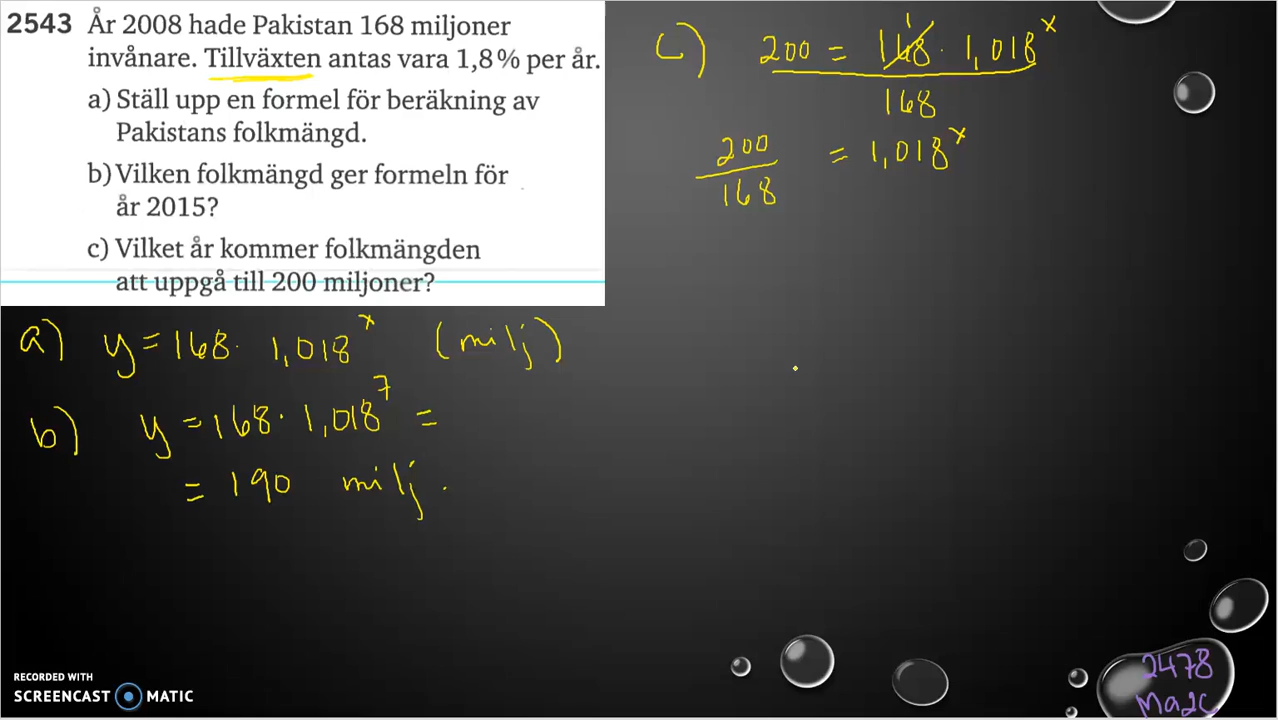 2543 År 2008 hade Pakistan 168 miljoner
invånare. Tillväxten antas vara 1,8% per år.
a) Ställ upp en formel för beräkning av
Pakistans folkmängd.
b) Vilken folkmängd ger formeln för
år 2015?
c) Vilket år kommer folkmängden
att uppgå till 200 miljoner?
a) y = 168 · 1,018^x (milj)
b) y = 168 · 1,018^7 =
= 190 milj.
c) 200 = 168 · 1,018^x
1
168
200 = 1,018^x
168
RECORDED WITH
SCREENCAST MATIC
2478
Ma2c